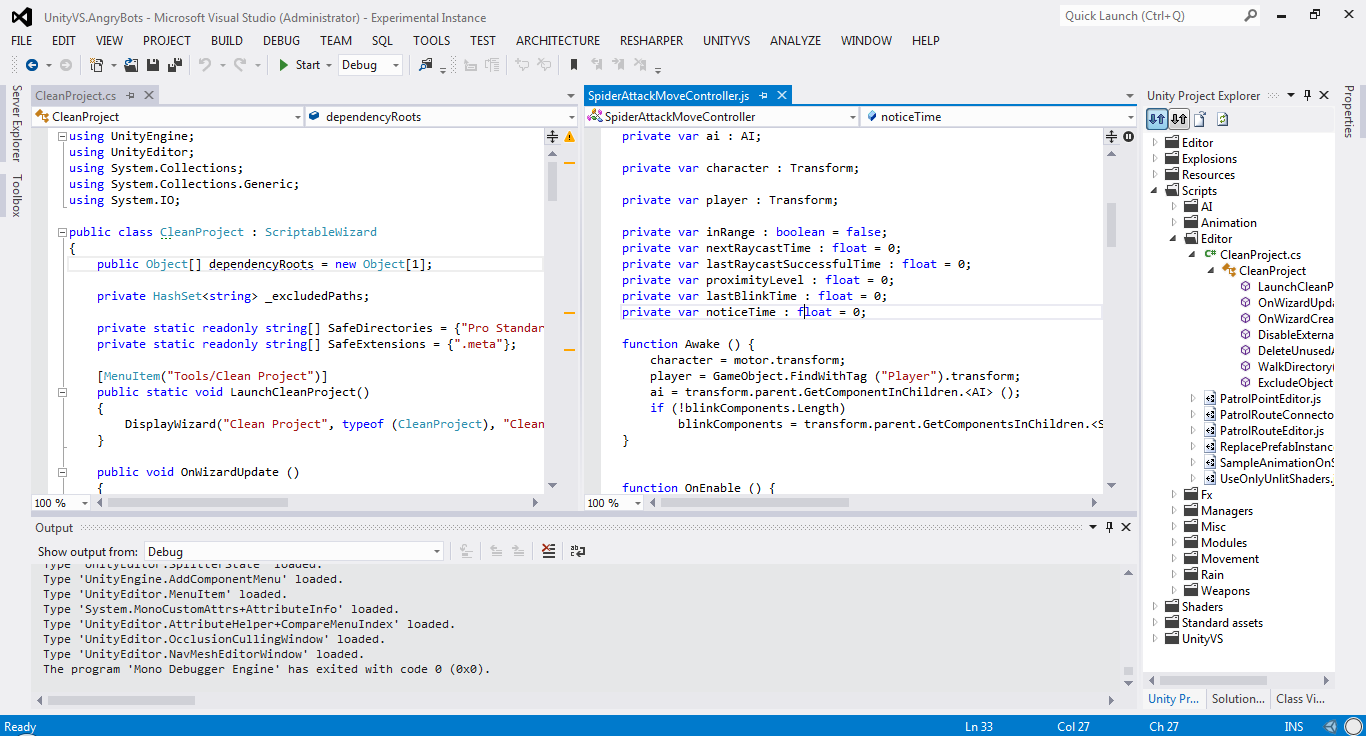 UnityVS.AngryBots - Microsoft Visual Studio (Administrator) - Experimental Instance
Quick Launch (Ctrl+Q)
FILE EDIT VIEW PROJECT BUILD DEBUG TEAM SQL TOOLS TEST ARCHITECTURE RESHARPER UNITYVS ANALYZE WINDOW HELP
Start Debug
Server Explorer
Toolbox
CleanProject.cs
CleanProject dependencyRoots
using UnityEngine;
using UnityEditor;
using System.Collections;
using System.Collections.Generic;
using System.IO;
public class CleanProject : ScriptableWizard
{
public Object[] dependencyRoots = new Object[1];
private HashSet<string> _excludedPaths;
private static readonly string[] SafeDirectories = {"Pro Standar
private static readonly string[] SafeExtensions = {".meta"};
[MenuItem("Tools/Clean Project")]
public static void LaunchCleanProject()
{
DisplayWizard("Clean Project", typeof (CleanProject), "Clean
}
public void OnWizardUpdate ()
{
100 %
SpiderAttackMoveController.js
SpiderAttackMoveController noticeTime
private var ai : AI;
private var character : Transform;
private var player : Transform;
private var inRange : boolean = false;
private var nextRaycastTime : float = 0;
private var lastRaycastSuccessfulTime : float = 0;
private var proximityLevel : float = 0;
private var lastBlinkTime : float = 0;
private var noticeTime : float = 0;
function Awake () {
character = motor.transform;
player = GameObject.FindWithTag ("Player").transform;
ai = transform.parent.GetComponentInChildren.<AI> ();
if (!blinkComponents.Length)
blinkComponents = transform.parent.GetComponentsInChildren.<S
}
function OnEnable () {
100 %
Unity Project Explorer
Editor
Explosions
Resources
Scripts
AI
Animation
Editor
C# CleanProject.cs
CleanProject
LaunchCleanP
OnWizardUpda
OnWizardCrea
DisableExterna
DeleteUnusedA
WalkDirectory(
ExcludeObject
PatrolPointEditor.js
PatrolRouteConnecto
PatrolRouteEditor.js
ReplacePrefabInstanc
SampleAnimationOnS
UseOnlyUnlitShaders.
Fx
Managers
Misc
Modules
Movement
Rain
Weapons
Shaders
Standard assets
UnityVS
Unity Pr... Solution... Class Vi...
Properties
Output
Show output from: Debug
Type 'UnityEditor.SplitterState' loaded.
Type 'UnityEngine.AddComponentMenu' loaded.
Type 'UnityEditor.MenuItem' loaded.
Type 'System.MonoCustomAttrs+AttributeInfo' loaded.
Type 'UnityEditor.AttributeHelper+CompareMenuIndex' loaded.
Type 'UnityEditor.OcclusionCullingWindow' loaded.
Type 'UnityEditor.NavMeshEditorWindow' loaded.
The program 'Mono Debugger Engine' has exited with code 0 (0x0).
Ready Ln 33 Col 27 Ch 27 INS